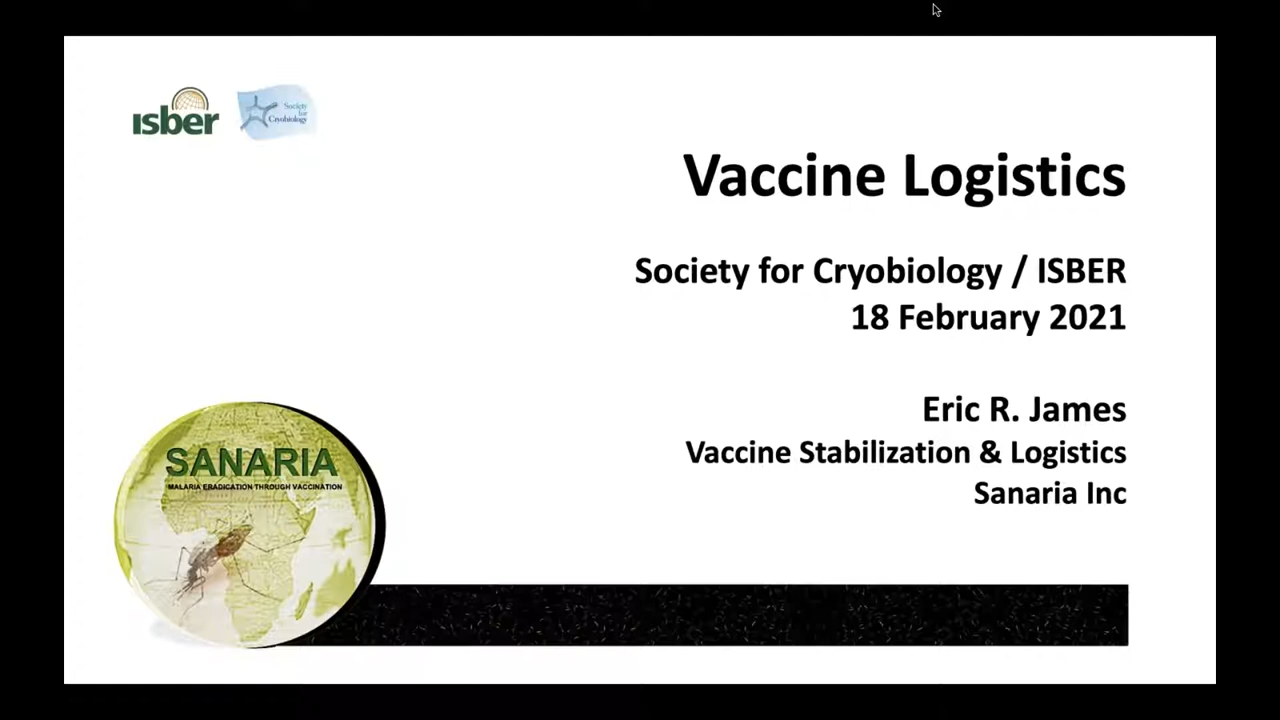 isber
Society
for
Cryobiology
Vaccine Logistics
Society for Cryobiology / ISBER
18 February 2021
Eric R. James
Vaccine Stabilization & Logistics
Sanaria Inc
SANARIA
MALARIA ERADICATION THROUGH VACCINATION